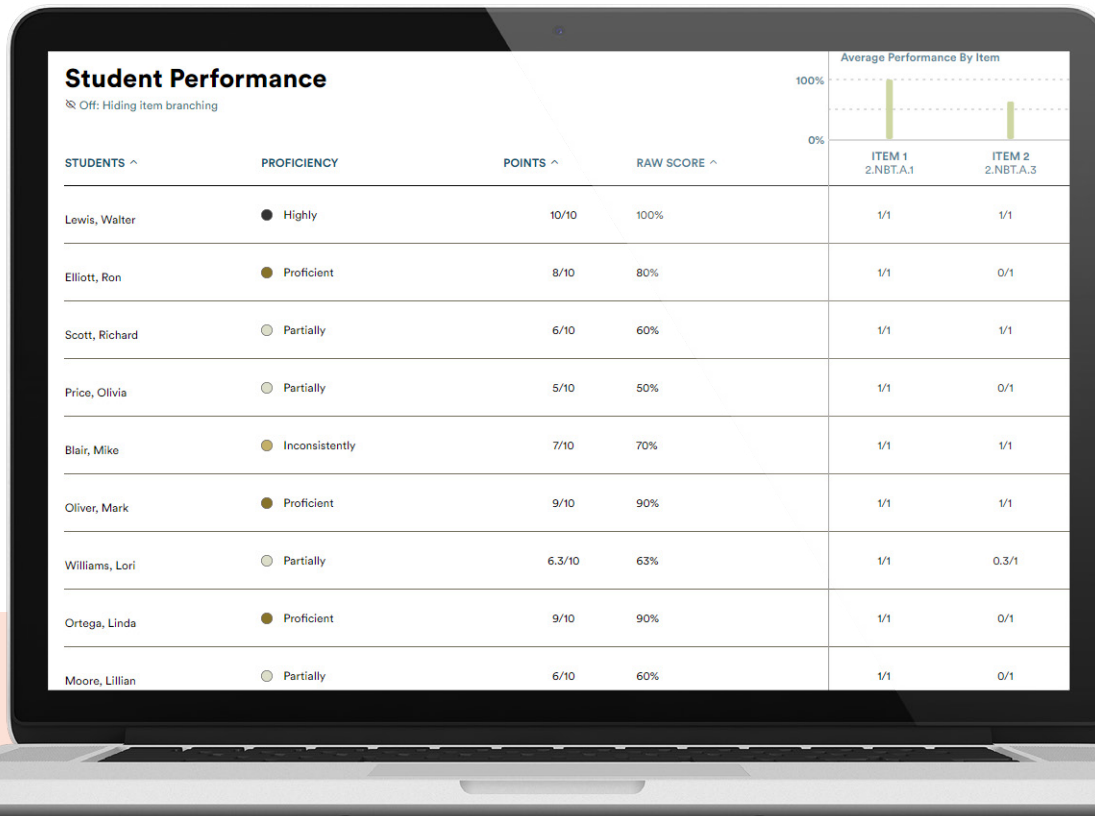 Average Performance By Item
Student Performance
100%
Off: Hiding item branching
0%
STUDENTS PROFICIENCY POINTS RAW SCORE ITEM 1 ITEM 2
2.NBT.A.1 2.NBT.A.3
Lewis, Walter Highly 10/10 100% 1/1 1/1
Elliott, Ron Proficient 8/10 80% 1/1 0/1
Scott, Richard Partially 6/10 60% 1/1 1/1
Price, Olivia Partially 5/10 50% 1/1 0/1
Blair, Mike Inconsistently 7/10 70% 1/1 1/1
Oliver, Mark Proficient 9/10 90% 1/1 1/1
Williams, Lori Partially 6.3/10 63% 1/1 0.3/1
Ortega, Linda Proficient 9/10 90% 1/1 0/1
Moore, Lillian Partially 6/10 60% 1/1 0/1